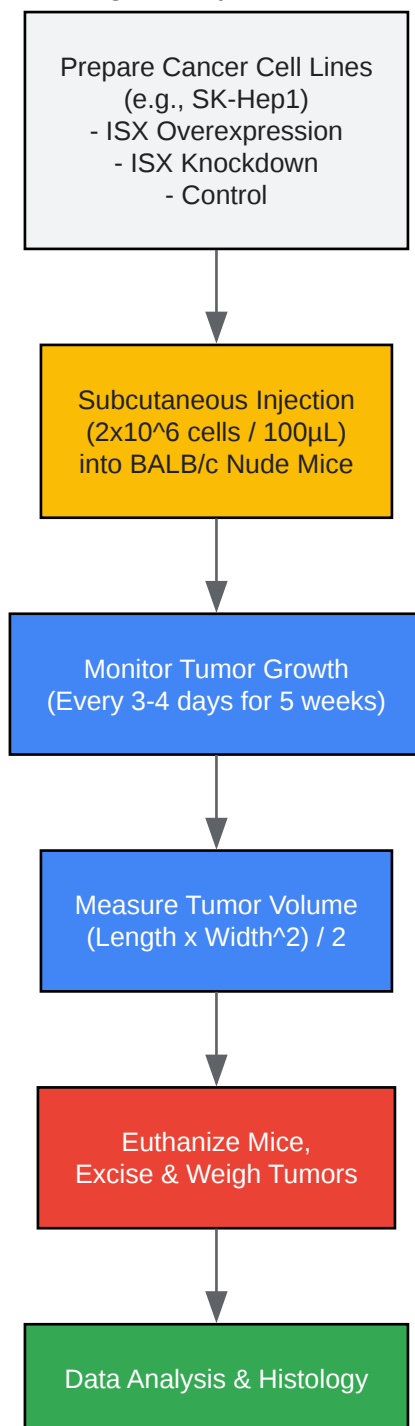 Prepare Cancer Cell Lines
(e.g., SK-Hep1)
- ISX Overexpression
- ISX Knockdown
- Control
Subcutaneous Injection
(2x10^6 cells / 100µL)
into BALB/c Nude Mice
Monitor Tumor Growth
(Every 3-4 days for 5 weeks)
Measure Tumor Volume
(Length x Width^2) / 2
Euthanize Mice,
Excise & Weigh Tumors
Data Analysis & Histology